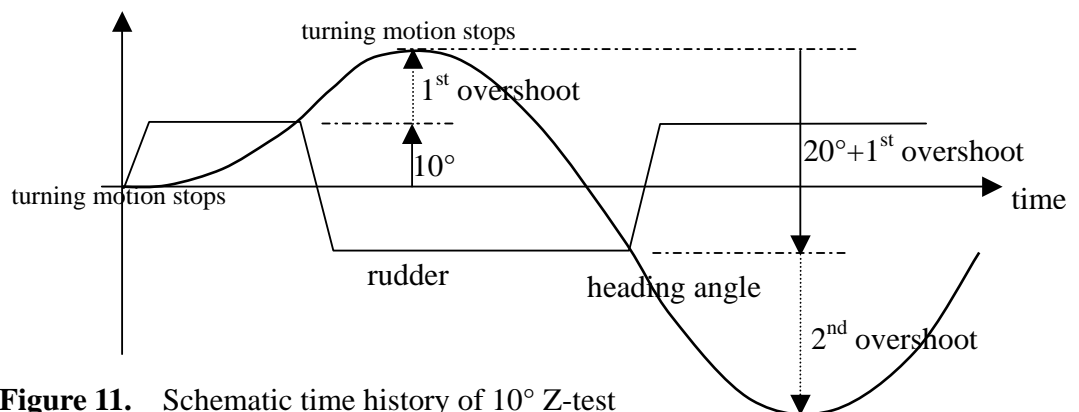 turning motion stops
1st overshoot
10°
20°+1st overshoot
turning motion stops
time
rudder
heading angle
2nd overshoot
Figure 11. Schematic time history of 10° Z-test